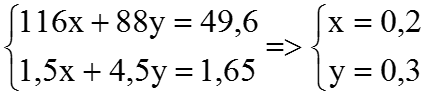 116x + 88y = 49,6 => x = 0,2
1,5x + 4,5y = 1,65 y = 0,3